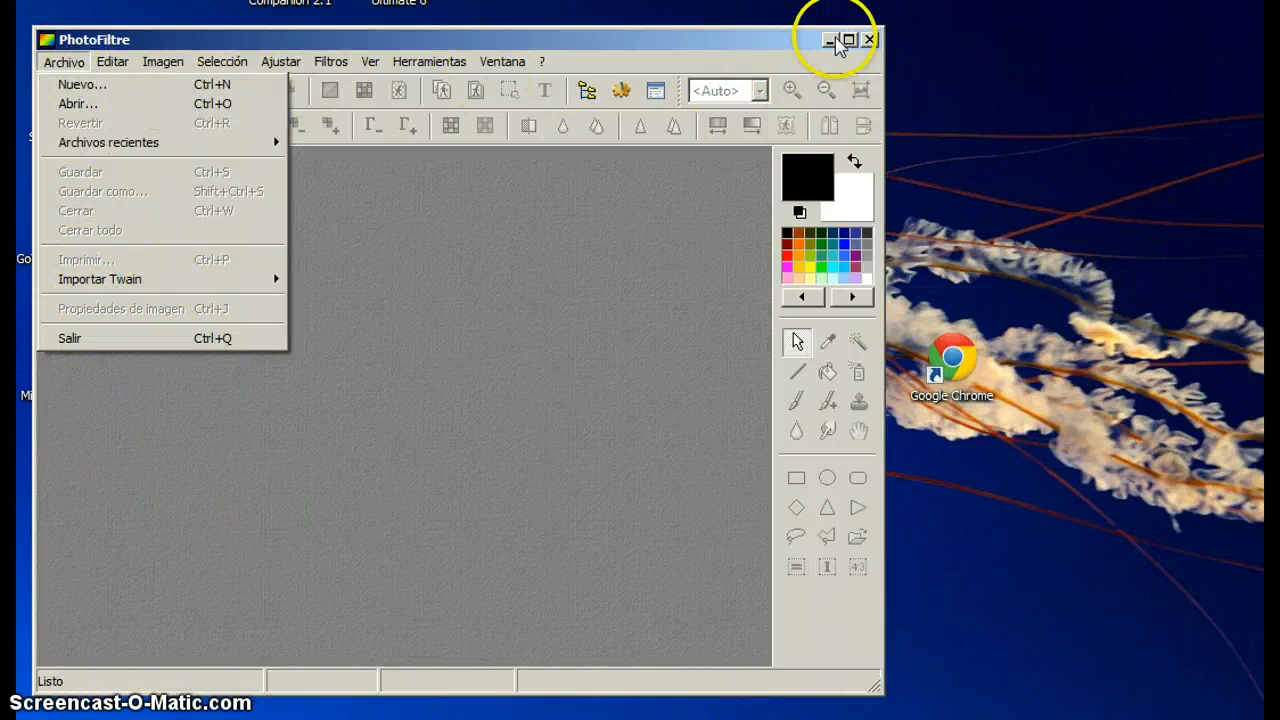 Companion 2.1 Ultimate 6
PhotoFiltre
Archivo Editar Imagen Selección Ajustar Filtros Ver Herramientas Ventana ?
Nuevo... Ctrl+N
Abrir... Ctrl+O
Revertir Ctrl+R
Archivos recientes
Guardar Ctrl+S
Guardar como... Shift+Ctrl+S
Cerrar Ctrl+W
Cerrar todo
Imprimir... Ctrl+P
Importar Twain
Propiedades de imagen Ctrl+J
Salir Ctrl+Q
<Auto>
Google Chrome
Listo
Screencast-O-Matic.com